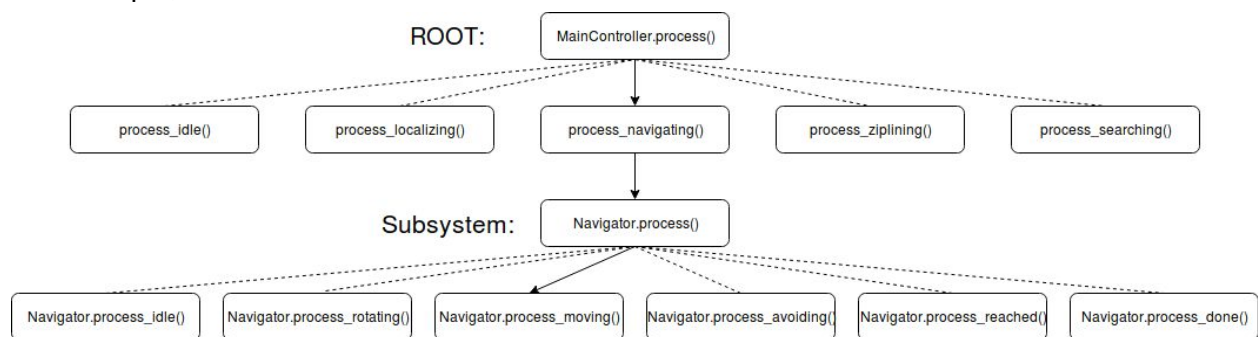 ROOT:
MainController.process()
process_idle()
process_localizing()
process_navigating()
process_ziplining()
process_searching()
Subsystem:
Navigator.process()
Navigator.process_idle()
Navigator.process_rotating()
Navigator.process_moving()
Navigator.process_avoiding()
Navigator.process_reached()
Navigator.process_done()